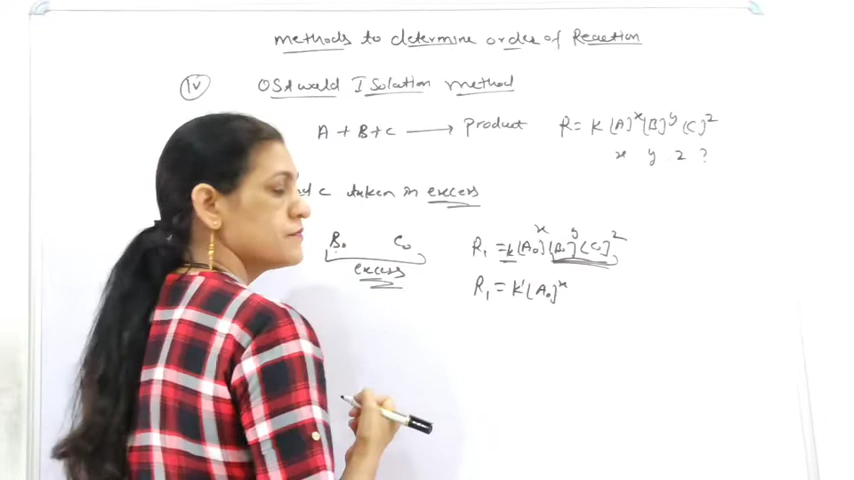 methods to determine order of Reaction
(iv) OStwald ISolation method
A + B + C ⟶ Product R = K [A]^x [B]^y [C]^z
x y z ?
C taken in excess
B₀ C₀ R₁ = k [A₀]^x [B₀]^y [C₀]^z
excess
R₁ = K' [A₀]^x